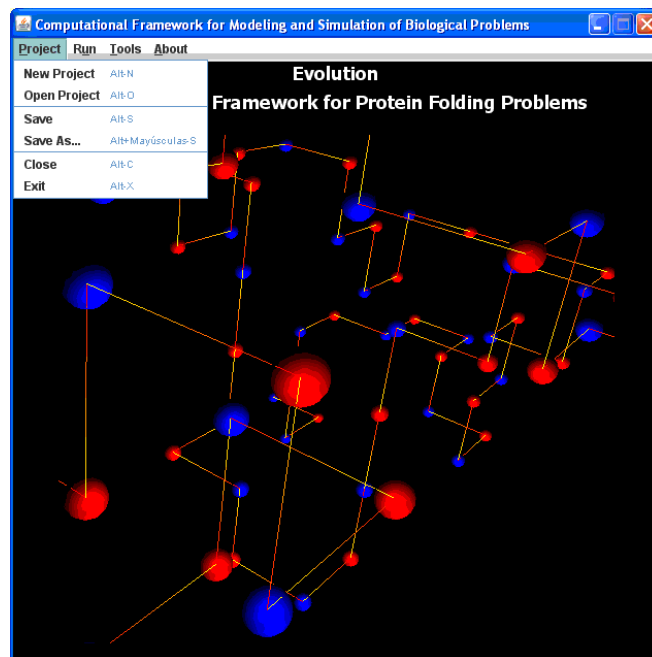 Computational Framework for Modeling and Simulation of Biological Problems
Project Run Tools About
New Project Alt-N
Open Project Alt-O
Save Alt-S
Save As... Alt+Mayúsculas-S
Close Alt-C
Exit Alt-X
Evolution
Framework for Protein Folding Problems